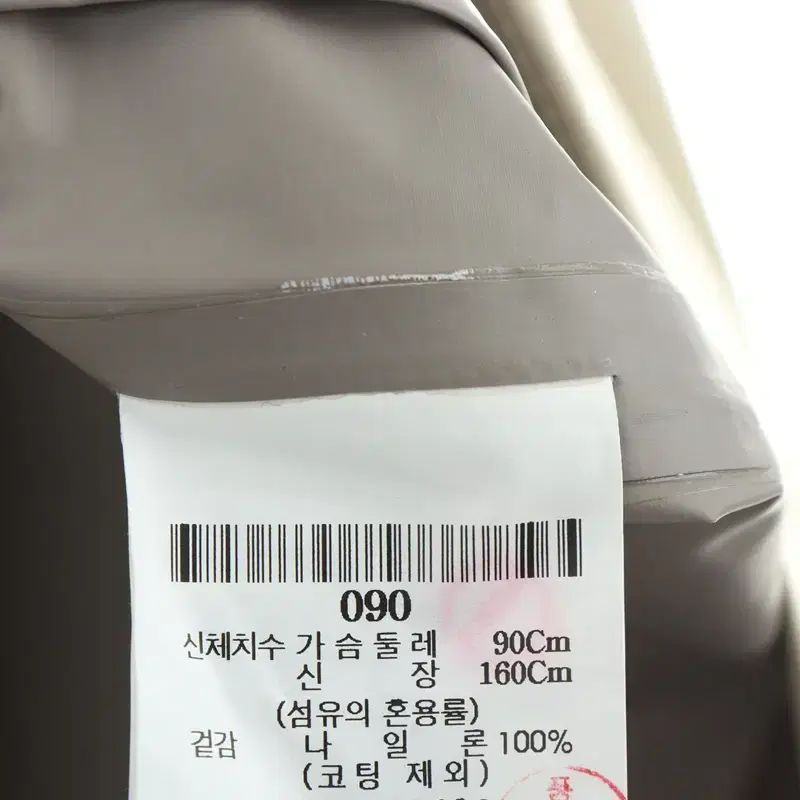 090
신체치수 가 슴 둘 레 90Cm
신 장 160Cm
(섬유의 혼용률)
겉감 나 일 론 100%
(코팅 제외)